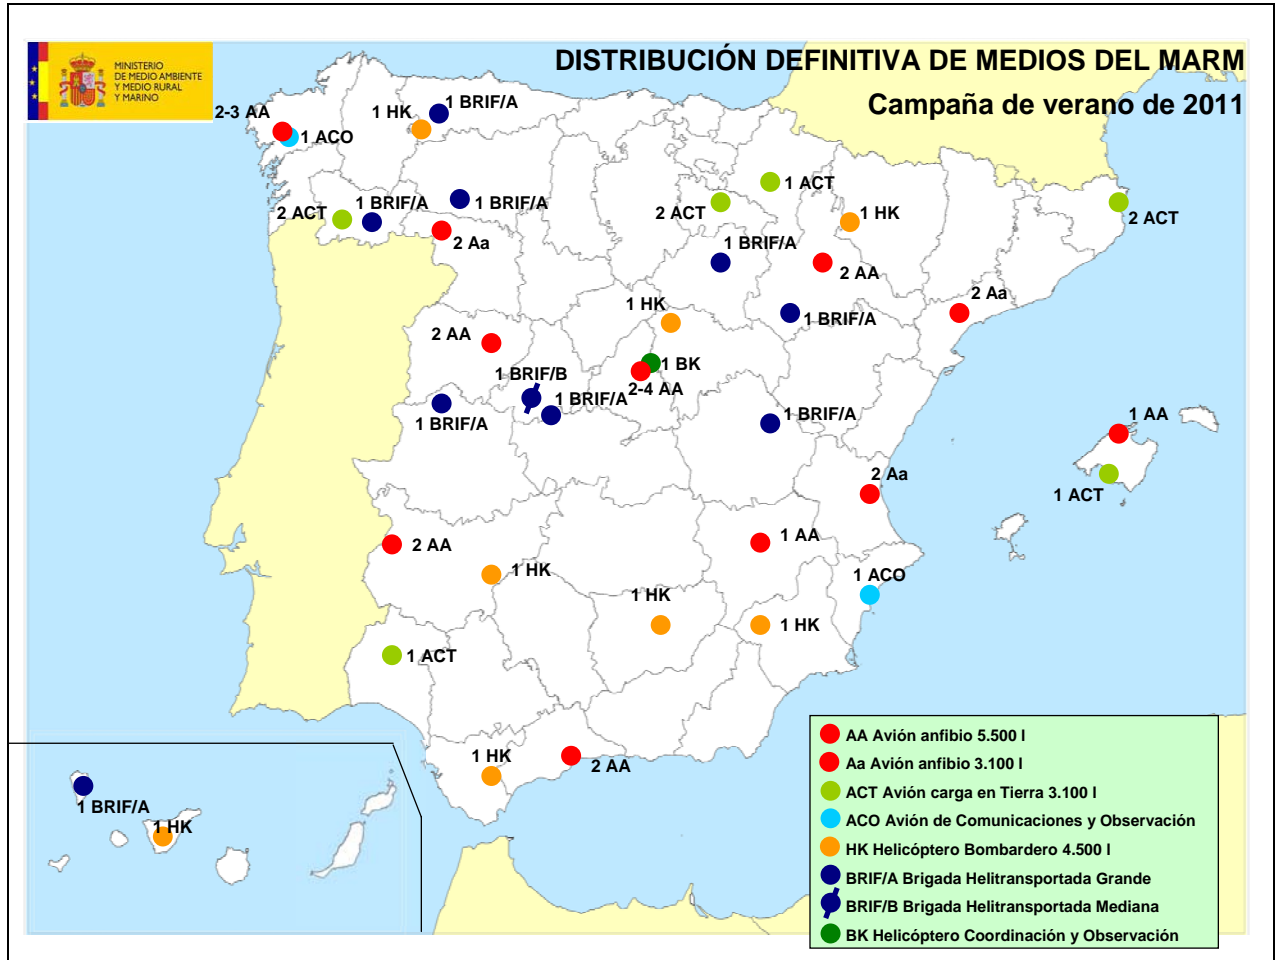 MINISTERIO
DE MEDIO AMBIENTE
Y MEDIO RURAL
Y MARINO
DISTRIBUCIÓN DEFINITIVA DE MEDIOS DEL MARM
Campaña de verano de 2011
2-3 AA
1 ACO
1 HK
1 BRIF/A
2 ACT
1 BRIF/A
1 BRIF/A
2 Aa
2 ACT
1 ACT
1 HK
2 ACT
1 BRIF/A
2 AA
1 BRIF/A
2 Aa
1 HK
2 AA
1 BK
2-4 AA
1 BRIF/B
1 BRIF/A
1 BRIF/A
1 BRIF/A
1 AA
1 ACT
2 Aa
2 AA
1 AA
1 HK
1 ACO
1 HK
1 HK
1 ACT
1 HK
2 AA
1 BRIF/A
1 HK
AA Avión anfibio 5.500 l
Aa Avión anfibio 3.100 l
ACT Avión carga en Tierra 3.100 l
ACO Avión de Comunicaciones y Observación
HK Helicóptero Bombardero 4.500 l
BRIF/A Brigada Helitransportada Grande
BRIF/B Brigada Helitransportada Mediana
BK Helicóptero Coordinación y Observación